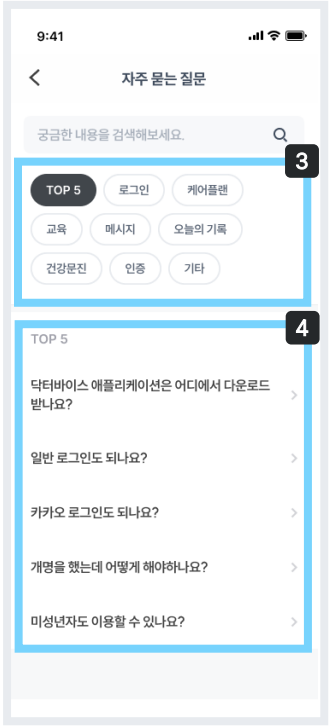 9:41
자주 묻는 질문
궁금한 내용을 검색해보세요.
3
TOP 5 로그인 케어플랜
교육 메시지 오늘의 기록
건강문진 인증 기타
4
TOP 5
닥터바이스 애플리케이션은 어디에서 다운로드
받나요?
일반 로그인도 되나요?
카카오 로그인도 되나요?
개명을 했는데 어떻게 해야하나요?
미성년자도 이용할 수 있나요?